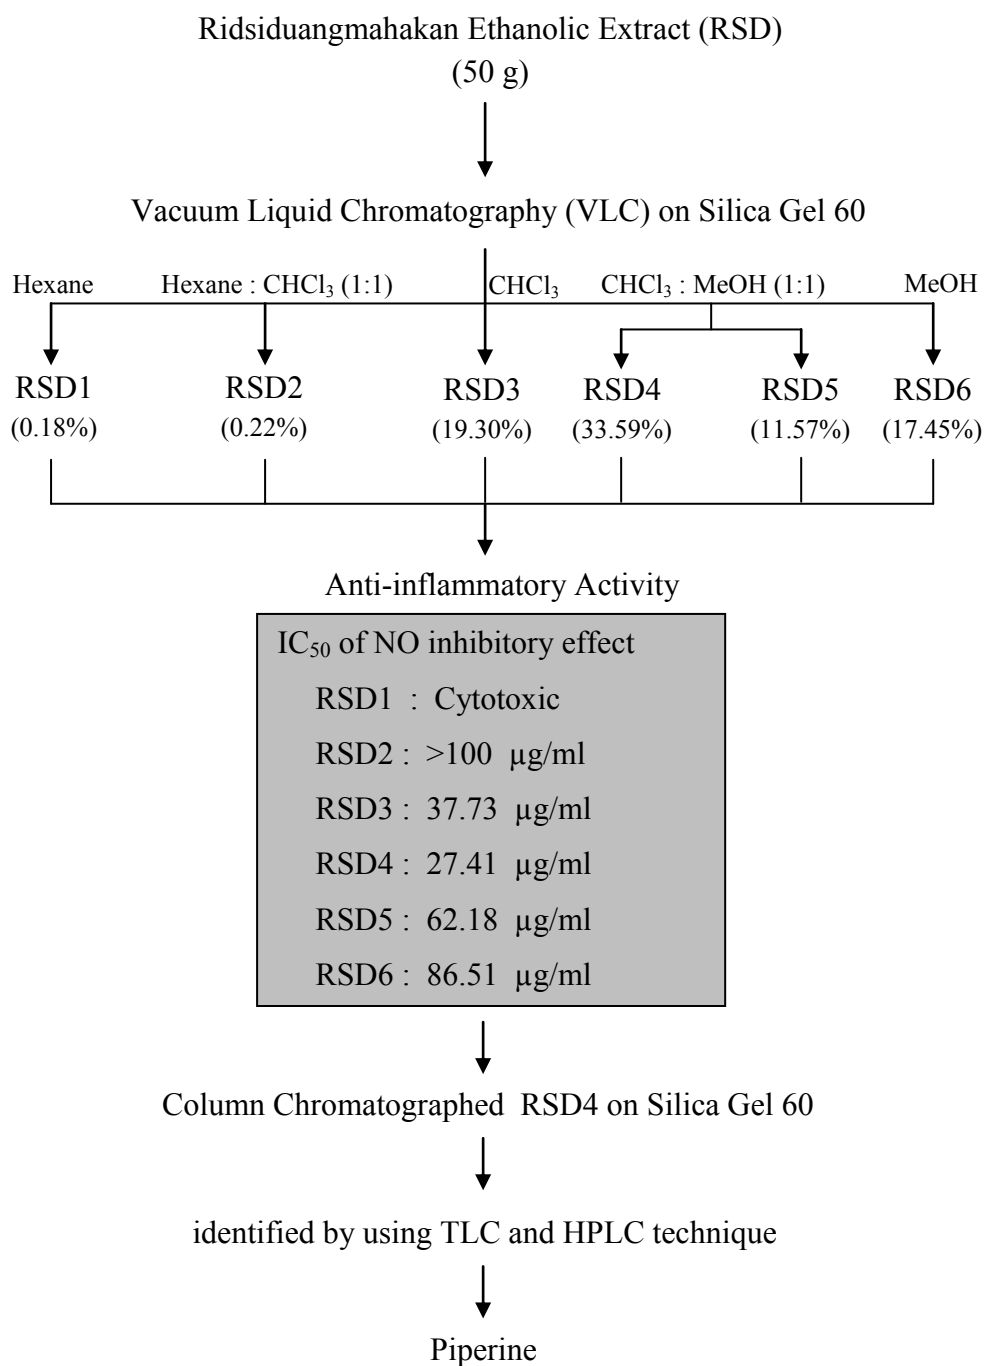 Ridsiduangmahakan Ethanolic Extract (RSD)
(50 g)
Vacuum Liquid Chromatography (VLC) on Silica Gel 60
Hexane Hexane : CHCl₃ (1:1) CHCl₃ CHCl₃ : MeOH (1:1) MeOH
RSD1 RSD2 RSD3 RSD4 RSD5 RSD6
(0.18%) (0.22%) (19.30%) (33.59%) (11.57%) (17.45%)
Anti-inflammatory Activity
IC₅₀ of NO inhibitory effect
RSD1 : Cytotoxic
RSD2 : >100 µg/ml
RSD3 : 37.73 µg/ml
RSD4 : 27.41 µg/ml
RSD5 : 62.18 µg/ml
RSD6 : 86.51 µg/ml
Column Chromatographed RSD4 on Silica Gel 60
identified by using TLC and HPLC technique
Piperine